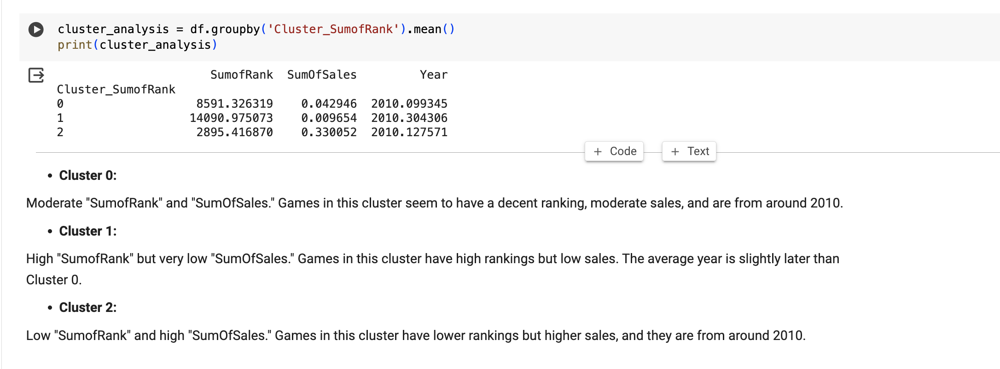 cluster_analysis = df.groupby('Cluster_SumofRank').mean()
print(cluster_analysis)
SumofRank SumOfSales Year
Cluster_SumofRank
0 8591.326319 0.042946 2010.099345
1 14090.975073 0.009654 2010.304306
2 2895.416870 0.330052 2010.127571
+ Code + Text
• Cluster 0:
Moderate "SumofRank" and "SumOfSales." Games in this cluster seem to have a decent ranking, moderate sales, and are from around 2010.
• Cluster 1:
High "SumofRank" but very low "SumOfSales." Games in this cluster have high rankings but low sales. The average year is slightly later than
Cluster 0.
• Cluster 2:
Low "SumofRank" and high "SumOfSales." Games in this cluster have lower rankings but higher sales, and they are from around 2010.